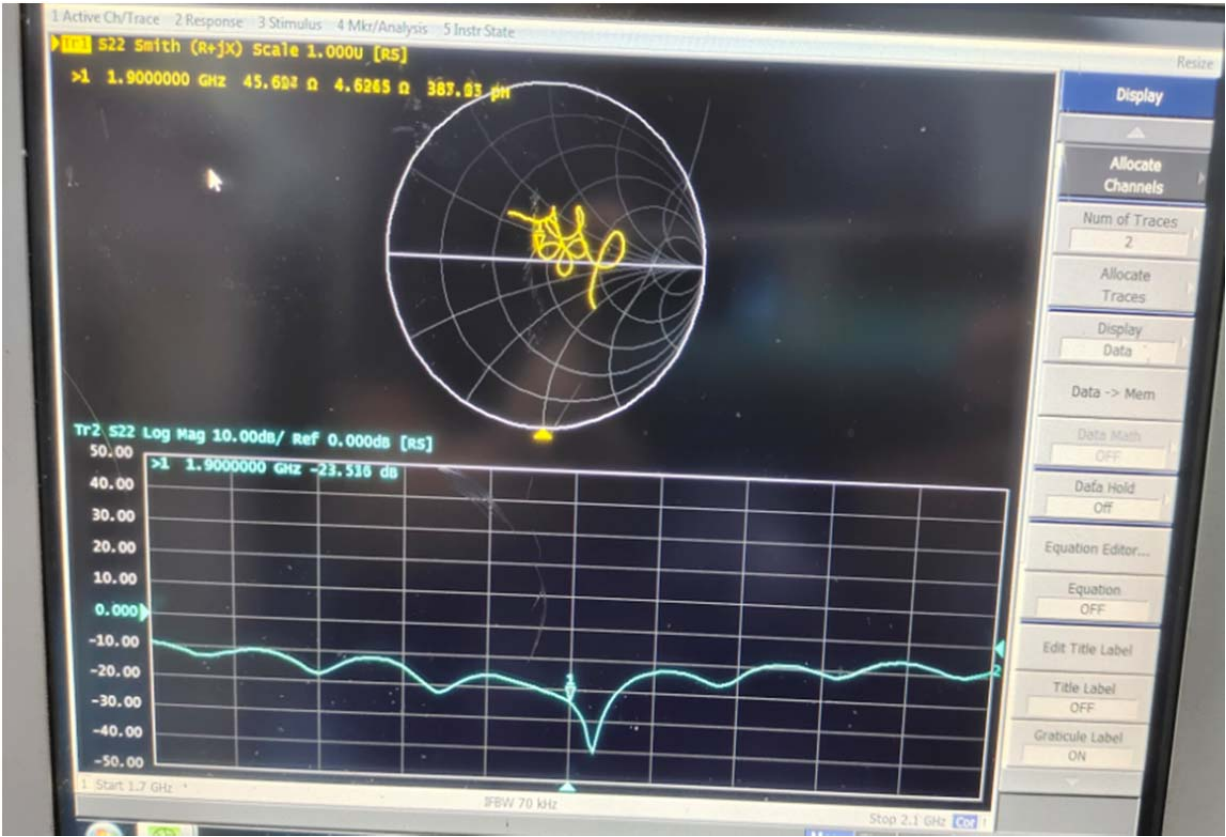 1 Active Ch/Trace 2 Response 3 Stimulus 4 Mkr/Analysis 5 Instr State
Resize
Tr1 S22 Smith (R+jX) Scale 1.000U [RS]
>1 1.9000000 GHz Ω 4.6265 Ω pH
Tr2 S22 Log Mag 10.00dB/ Ref 0.000dB [RS]
50.00
>1 1.9000000 GHz -23.516 dB
40.00
30.00
20.00
10.00
0.000
-10.00
-20.00
-30.00
-40.00
-50.00
1
2
1 Start 1.7 GHz
IFBW 70 kHz
Stop 2.1 GHz Cor !
Display
Allocate
Channels
Num of Traces
2
Allocate
Traces
Display
Data
Data -> Mem
Data Math
OFF
Data Hold
Off
Equation Editor...
Equation
OFF
Edit Title Label
Title Label
OFF
Graticule Label
ON